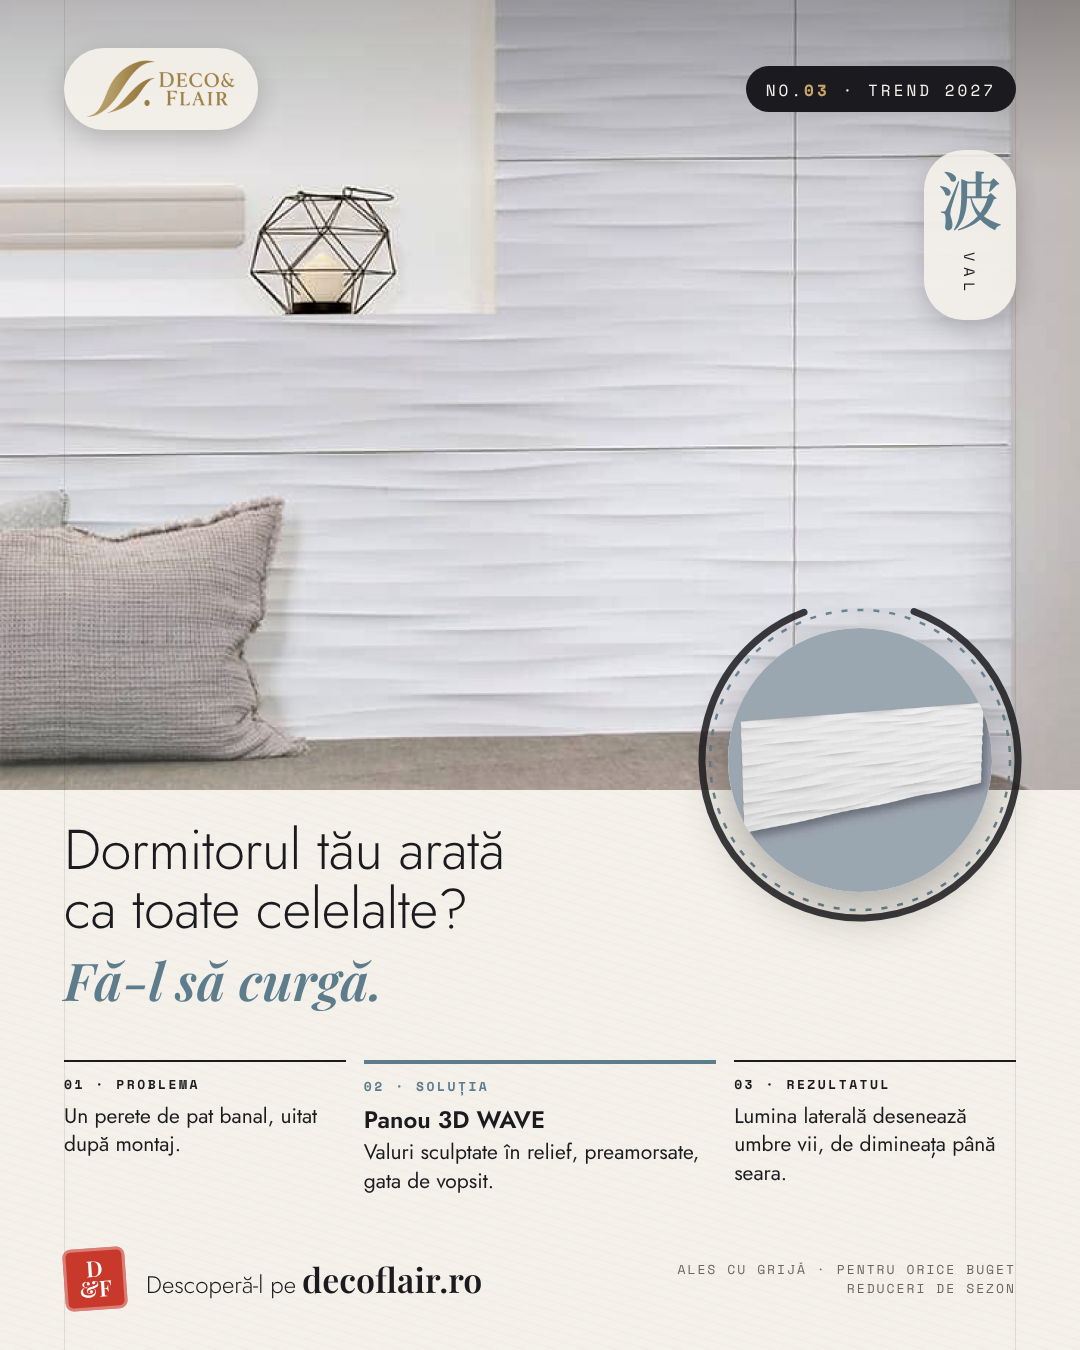 DECO&
FLAIR
NO.03 · TREND 2027
波
VAL
Dormitorul tău arată
ca toate celelalte?
Fă-l să curgă.
01 · PROBLEMA
Un perete de pat banal, uitat
după montaj.
02 · SOLUȚIA
Panou 3D WAVE
Valuri sculptate în relief, preamorsate,
gata de vopsit.
03 · REZULTATUL
Lumina laterală desenează
umbre vii, de dimineața până
seara.
D
&F
Descoperă-l pe decoflair.ro
ALES CU GRIJĂ · PENTRU ORICE BUGET
REDUCERI DE SEZON